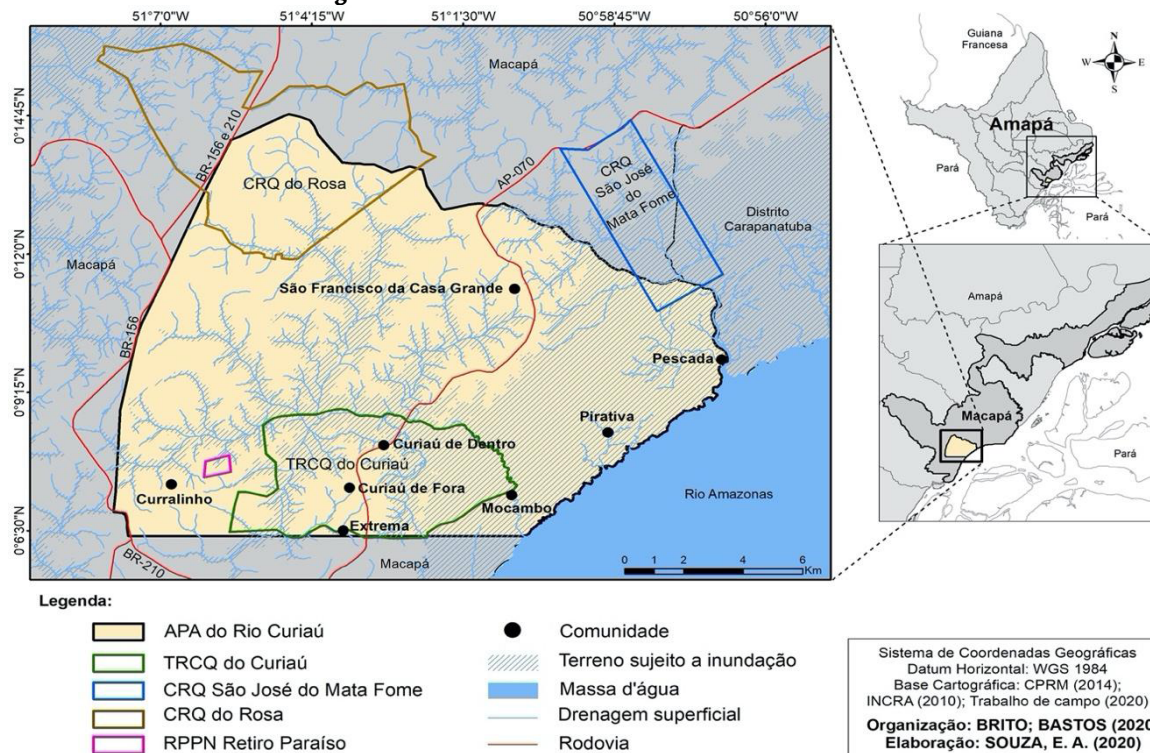 51°7'0"W
51°4'15"W
51°1'30"W
50°58'45"W
50°56'0"W
0°14'45"N
0°12'0"N
0°9'15"N
0°6'30"N
Macapá
BR-156 e 210
AP-070
CRQ do Rosa
CRQ
São José
do
Mata Fome
Distrito
Carapanatuba
Macapá
São Francisco da Casa Grande
BR-156
Pescada
Pirativa
Curiaú de Dentro
TRCQ do Curiaú
Curiaú de Fora
Curralinho
Mocambo
Rio Amazonas
Extrema
BR-210
Macapá
0 1 2 4 6
Km
Guiana
Francesa
N
W E
S
Amapá
Pará
Pará
Amapá
Macapá
Pará
Legenda:
APA do Rio Curiaú
TRCQ do Curiaú
CRQ São José do Mata Fome
CRQ do Rosa
RPPN Retiro Paraíso
Comunidade
Terreno sujeito a inundação
Massa d'água
Drenagem superficial
Rodovia
Sistema de Coordenadas Geográficas
Datum Horizontal: WGS 1984
Base Cartográfica: CPRM (2014);
INCRA (2010); Trabalho de campo (2020)
Organização: BRITO; BASTOS (2020
Elaboração: SOUZA, E. A. (2020)